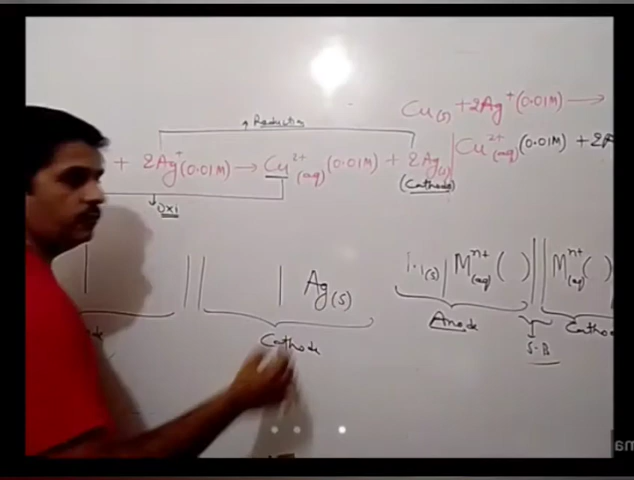 Cu(s) + 2Ag⁺(0.01M) →
Cu²⁺(aq)(0.01M) + 2A
Reduction
+ 2Ag⁺(0.01M) → Cu²⁺(aq)(0.01M) + 2Ag(s)
(Cathode)
Oxi
Ag(s)
Cathode
(s) | Mⁿ⁺(aq)( ) || Mⁿ⁺(aq)( )
Anode
Catho
S.B